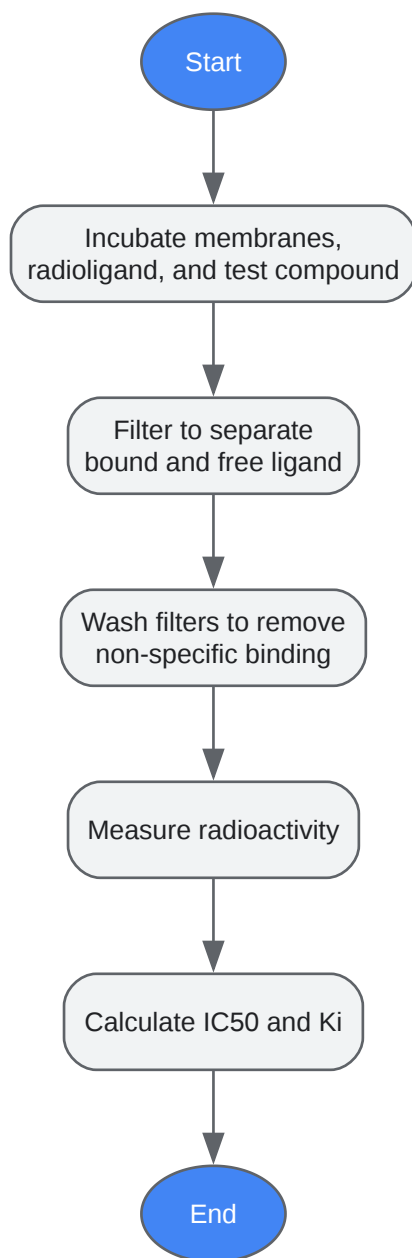 Start
Incubate membranes,
radioligand, and test compound
Filter to separate
bound and free ligand
Wash filters to remove
non-specific binding
Measure radioactivity
Calculate IC50 and Ki
End